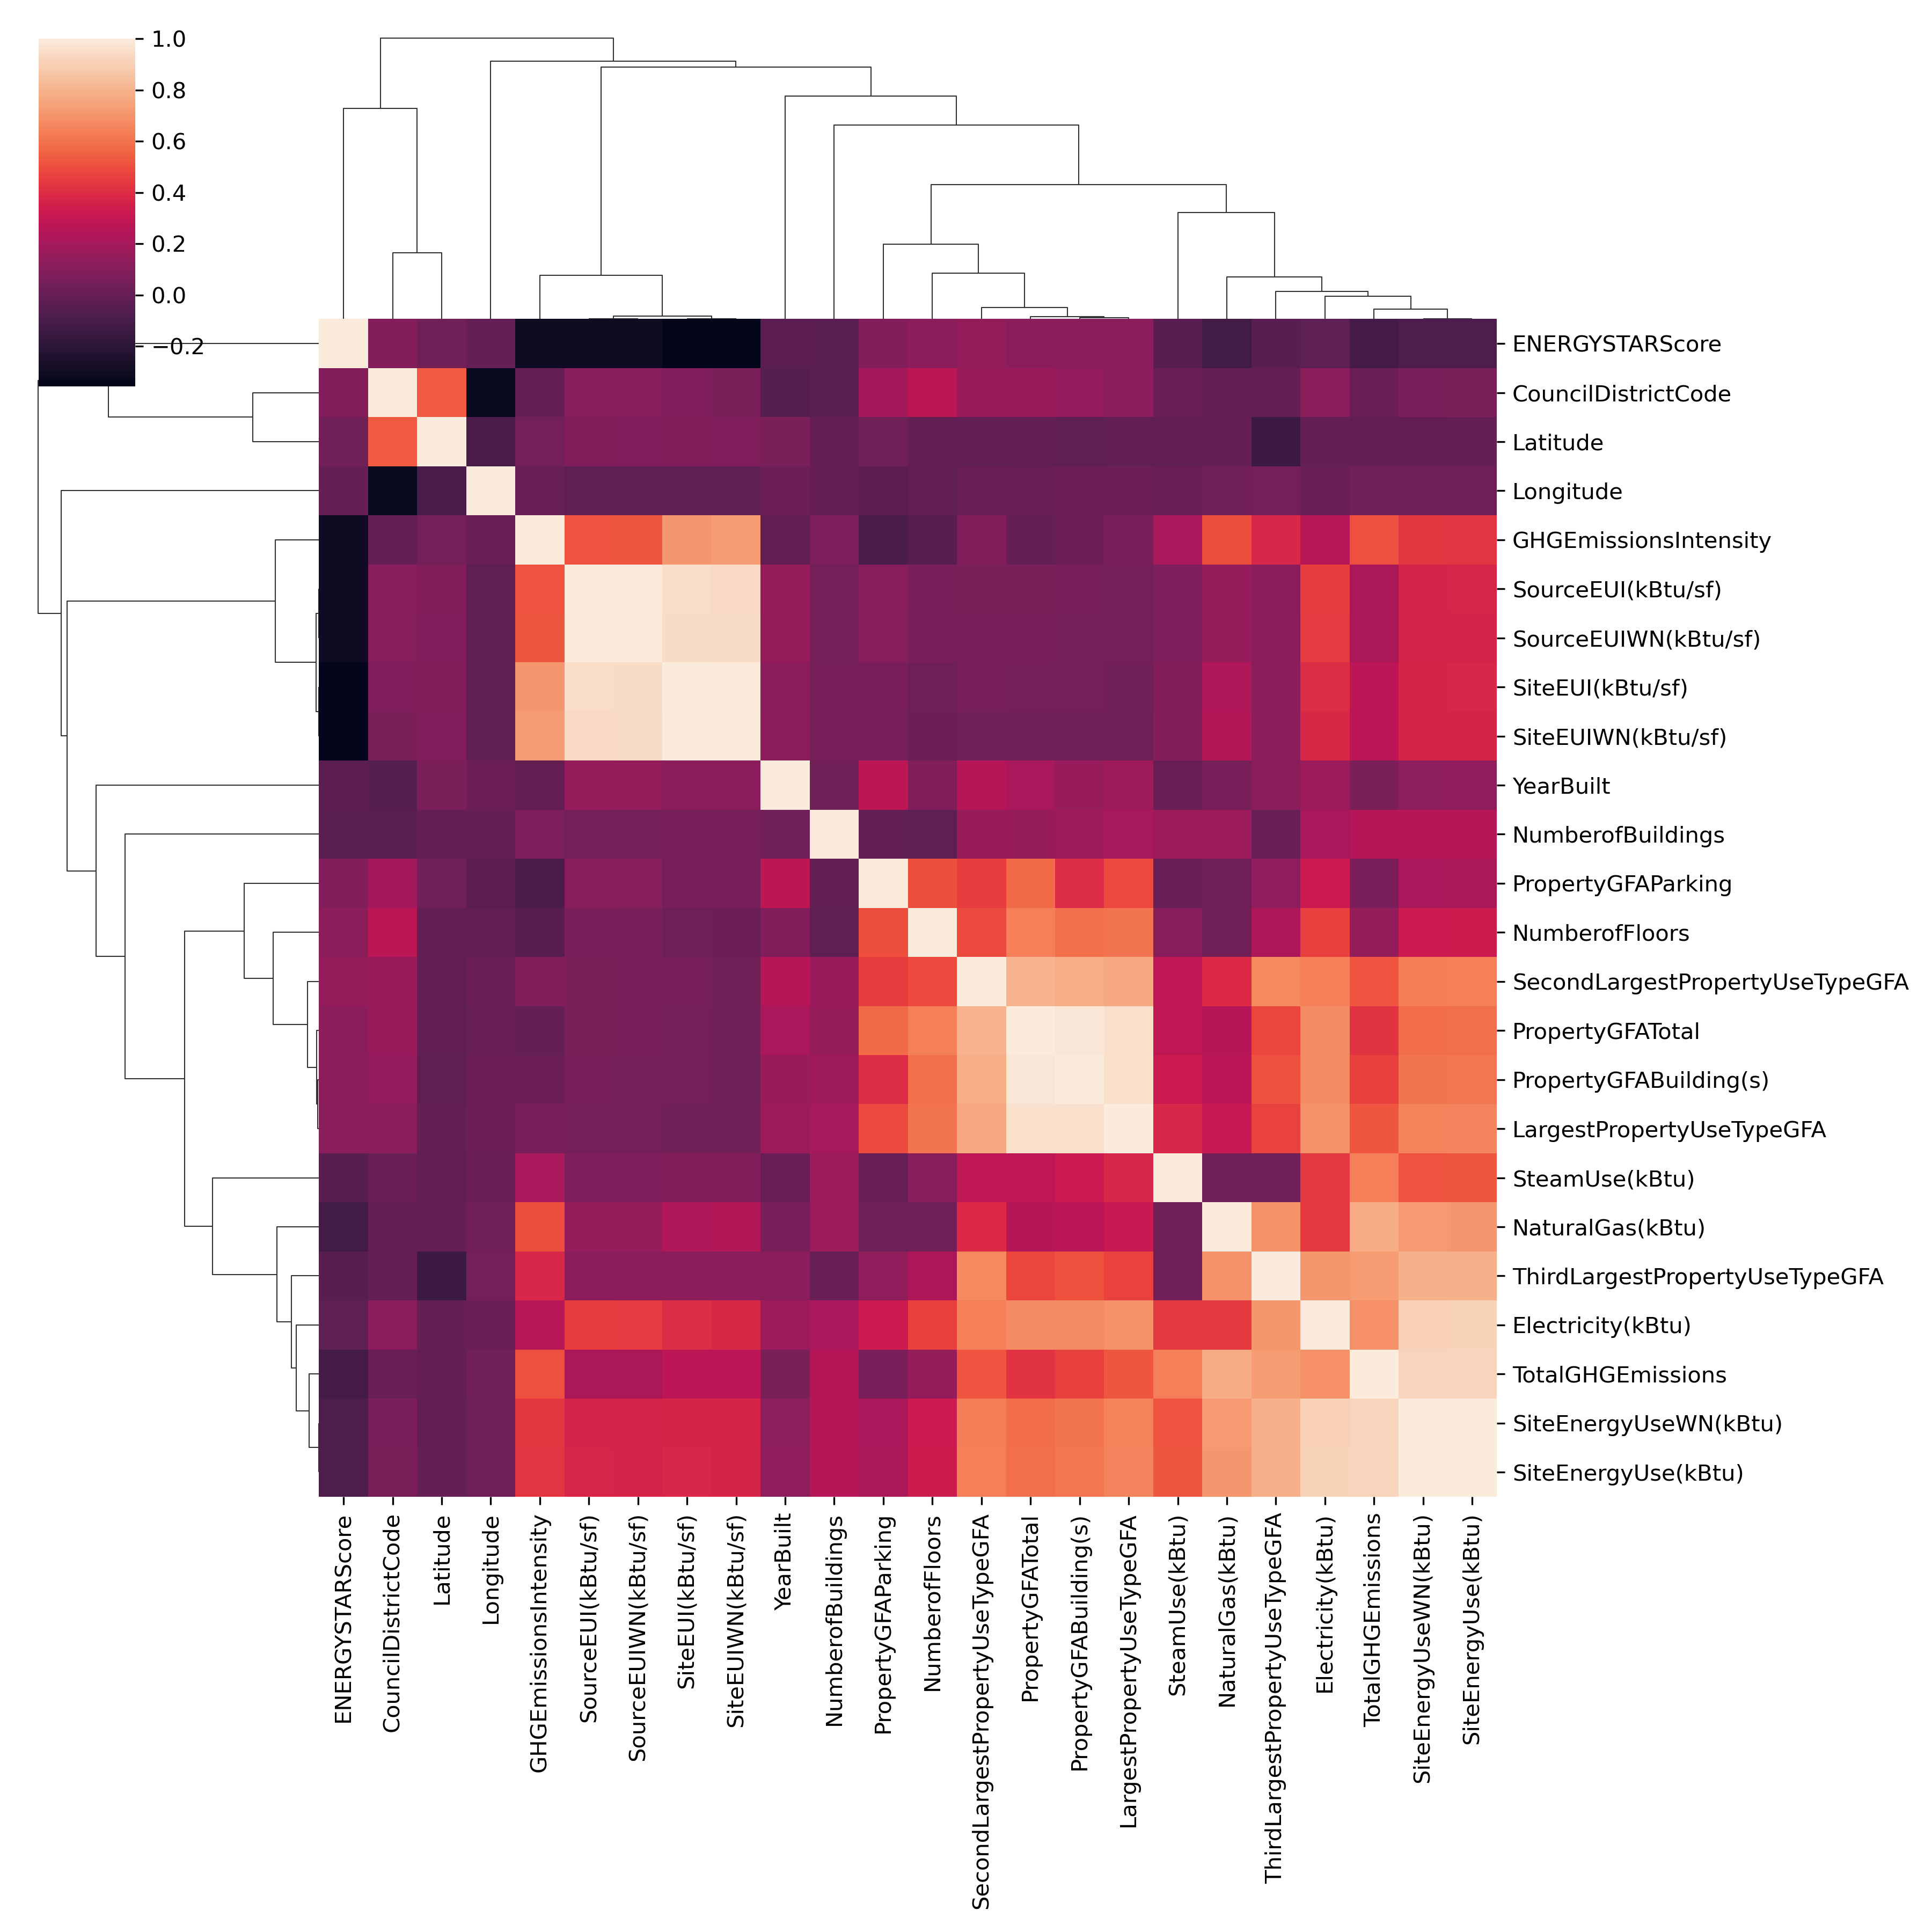 1.0
0.8
0.6
0.4
0.2
0.0
−0.2
ENERGYSTARScore
CouncilDistrictCode
Latitude
Longitude
GHGEmissionsIntensity
SourceEUI(kBtu/sf)
SourceEUIWN(kBtu/sf)
SiteEUI(kBtu/sf)
SiteEUIWN(kBtu/sf)
YearBuilt
NumberofBuildings
PropertyGFAParking
NumberofFloors
SecondLargestPropertyUseTypeGFA
PropertyGFATotal
PropertyGFABuilding(s)
LargestPropertyUseTypeGFA
SteamUse(kBtu)
NaturalGas(kBtu)
ThirdLargestPropertyUseTypeGFA
Electricity(kBtu)
TotalGHGEmissions
SiteEnergyUseWN(kBtu)
SiteEnergyUse(kBtu)
ENERGYSTARScore
CouncilDistrictCode
Latitude
Longitude
GHGEmissionsIntensity
SourceEUI(kBtu/sf)
SourceEUIWN(kBtu/sf)
SiteEUI(kBtu/sf)
SiteEUIWN(kBtu/sf)
YearBuilt
NumberofBuildings
PropertyGFAParking
NumberofFloors
SecondLargestPropertyUseTypeGFA
PropertyGFATotal
PropertyGFABuilding(s)
LargestPropertyUseTypeGFA
SteamUse(kBtu)
NaturalGas(kBtu)
ThirdLargestPropertyUseTypeGFA
Electricity(kBtu)
TotalGHGEmissions
SiteEnergyUseWN(kBtu)
SiteEnergyUse(kBtu)